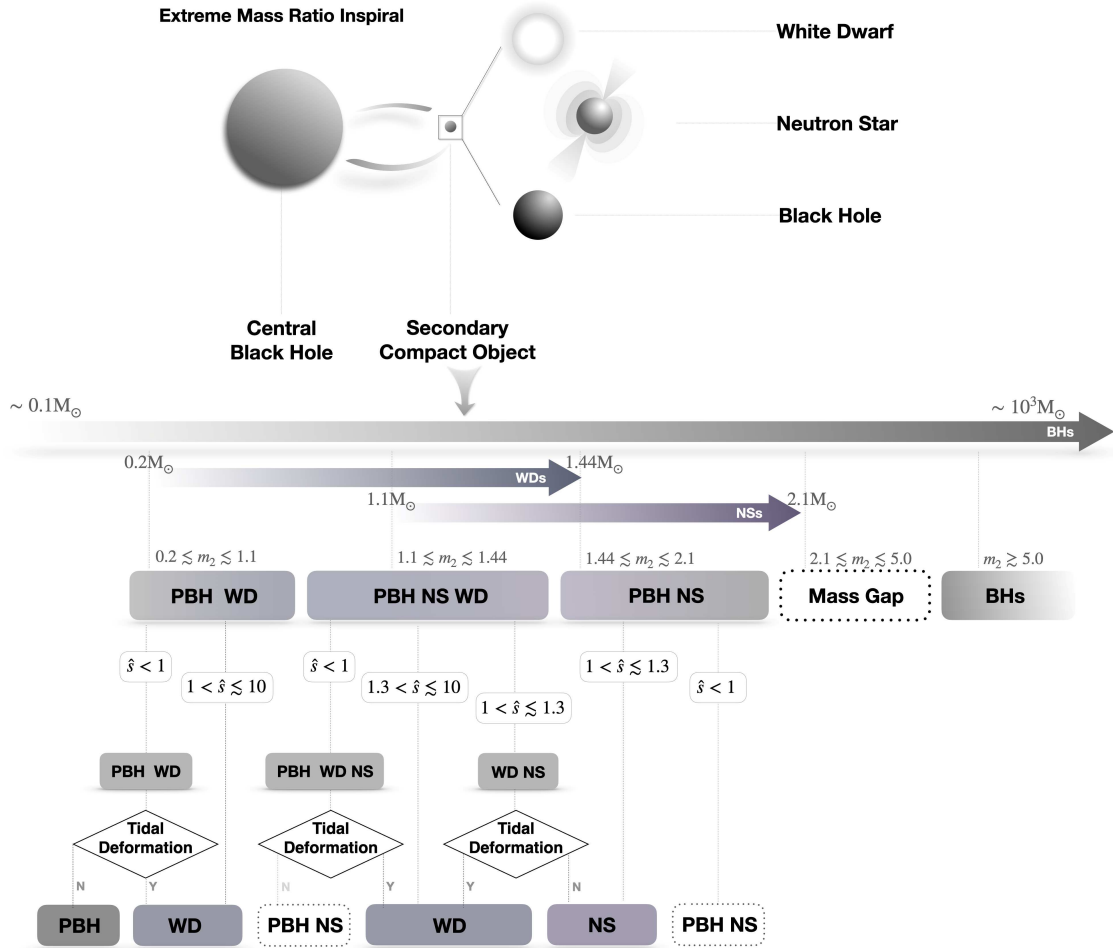 Extreme Mass Ratio Inspiral
White Dwarf
Neutron Star
Black Hole
Central
Black Hole
Secondary
Compact Object
∼ 0.1M⊙
∼ 10³M⊙
BHs
0.2M⊙
1.44M⊙
WDs
1.1M⊙
2.1M⊙
NSs
0.2 ≲ m₂ ≲ 1.1
1.1 ≲ m₂ ≲ 1.44
1.44 ≲ m₂ ≲ 2.1
2.1 ≲ m₂ ≲ 5.0
m₂ ≳ 5.0
PBH WD
PBH NS WD
PBH NS
Mass Gap
BHs
ŝ < 1
1 < ŝ ≲ 10
ŝ < 1
1.3 < ŝ ≲ 10
1 < ŝ ≲ 1.3
1 < ŝ ≲ 1.3
ŝ < 1
PBH WD
PBH WD NS
WD NS
Tidal
Deformation
Tidal
Deformation
Tidal
Deformation
N
Y
N
Y
Y
N
PBH
WD
PBH NS
WD
NS
PBH NS